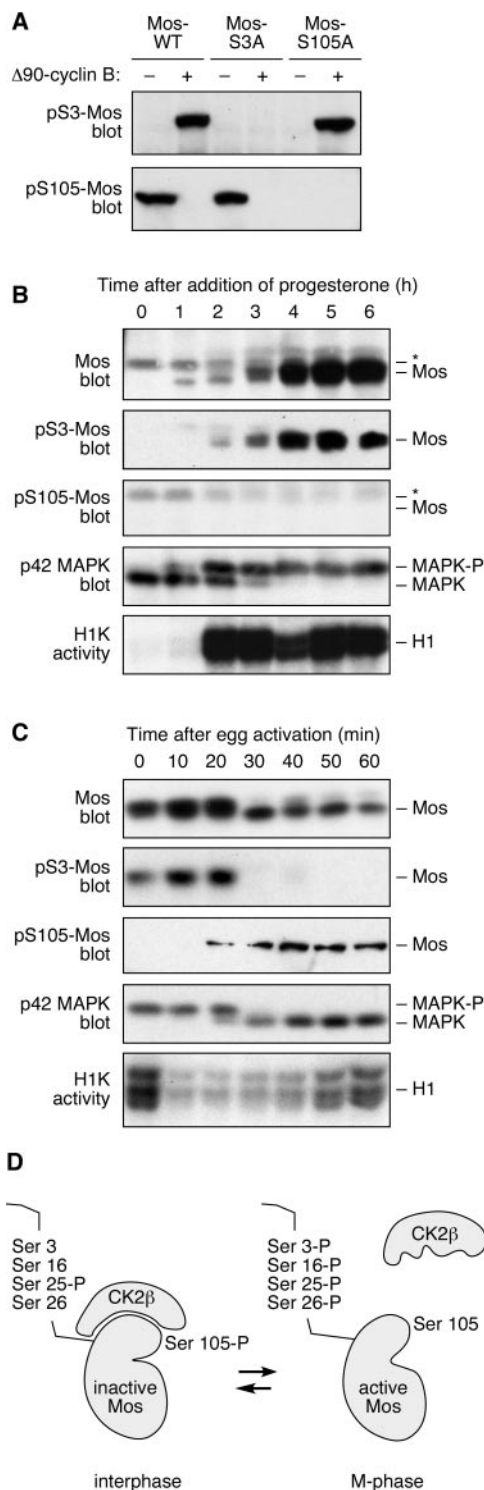 A
Mos-WT Mos-S3A Mos-S105A
Δ90-cyclin B: – + – + – +
pS3-Mos blot
pS105-Mos blot
B
Time after addition of progesterone (h)
0 1 2 3 4 5 6
Mos blot
– *
– Mos
pS3-Mos blot
– Mos
pS105-Mos blot
– *
– Mos
p42 MAPK blot
– MAPK-P
– MAPK
H1K activity
– H1
C
Time after egg activation (min)
0 10 20 30 40 50 60
Mos blot
– Mos
pS3-Mos blot
– Mos
pS105-Mos blot
– Mos
p42 MAPK blot
– MAPK-P
– MAPK
H1K activity
– H1
D
Ser 3
Ser 16
Ser 25-P
Ser 26
CK2β
Ser 105-P
inactive Mos
interphase
Ser 3-P
Ser 16-P
Ser 25-P
Ser 26-P
CK2β
Ser 105
active Mos
M-phase